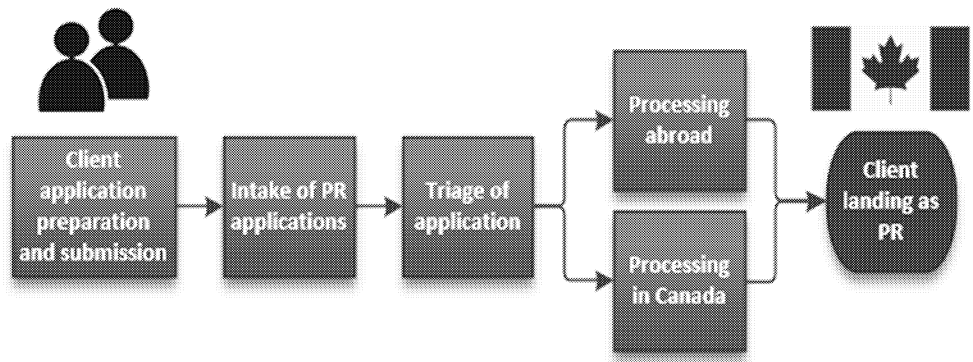 Client
application
preparation
and submission
Intake of PR
applications
Triage of
application
Processing
abroad
Processing
in Canada
Client
landing as
PR